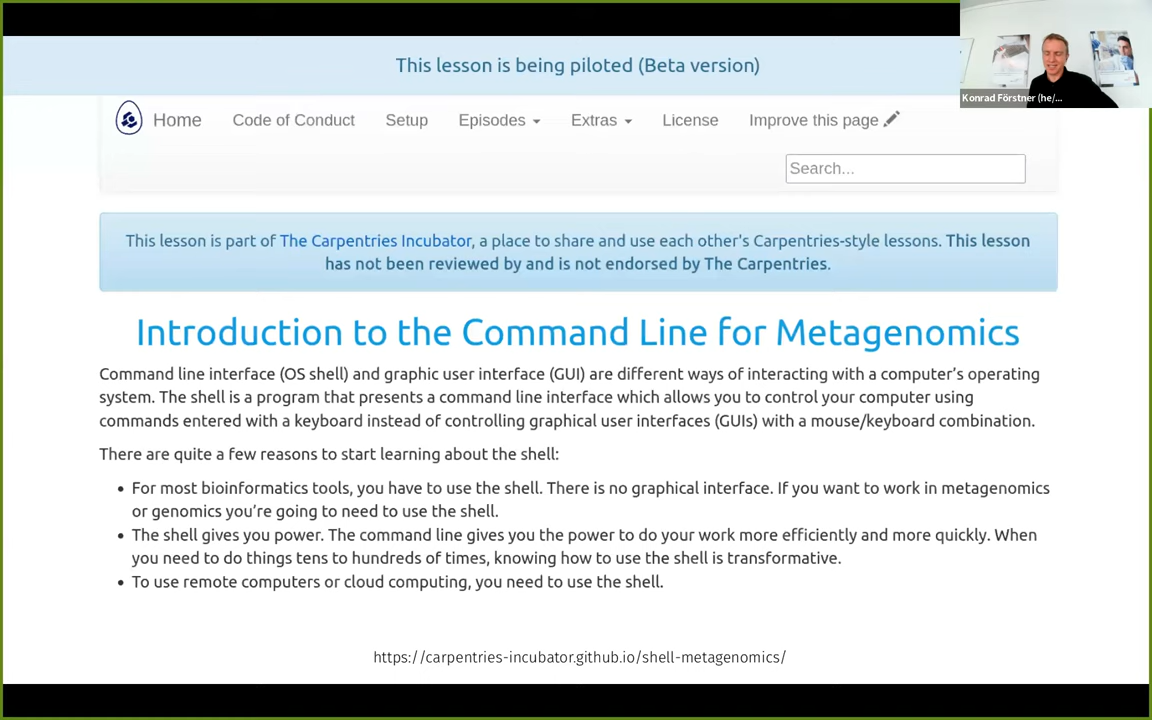 This lesson is being piloted (Beta version)
Konrad Förstner (he/...
Home Code of Conduct Setup Episodes Extras License Improve this page
Search...
This lesson is part of The Carpentries Incubator, a place to share and use each other's Carpentries-style lessons. This lesson
has not been reviewed by and is not endorsed by The Carpentries.
Introduction to the Command Line for Metagenomics
Command line interface (OS shell) and graphic user interface (GUI) are different ways of interacting with a computer's operating
system. The shell is a program that presents a command line interface which allows you to control your computer using
commands entered with a keyboard instead of controlling graphical user interfaces (GUIs) with a mouse/keyboard combination.
There are quite a few reasons to start learning about the shell:
• For most bioinformatics tools, you have to use the shell. There is no graphical interface. If you want to work in metagenomics
or genomics you're going to need to use the shell.
• The shell gives you power. The command line gives you the power to do your work more efficiently and more quickly. When
you need to do things tens to hundreds of times, knowing how to use the shell is transformative.
• To use remote computers or cloud computing, you need to use the shell.
https://carpentries-incubator.github.io/shell-metagenomics/